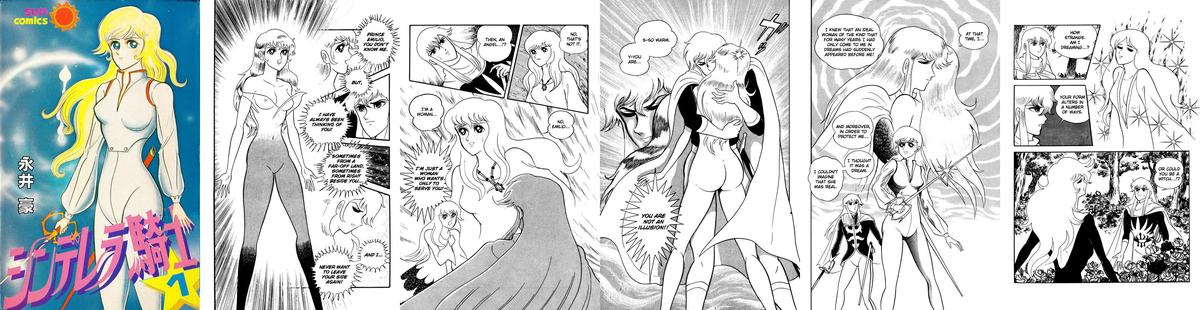 sun
comics
永井豪
シンデレラ騎士
1
PRINCE
EMILIO,
YOU DON'T
KNOW ME.
BUT,
I HAVE
ALWAYS BEEN
THINKING OF
YOU!
SOMETIMES
FROM A
FAR-OFF LAND,
SOMETIMES
FROM RIGHT
BESIDE YOU...
AND I...
NEVER WANT
TO LEAVE
YOUR SIDE
AGAIN!
THEN, AN
ANGEL...!?
NO,
THAT'S
NOT IT.
I'M A
WOMAN...
NO,
EMILIO...
I'M JUST A
WOMAN
WHO WANTS
ONLY TO
SERVE YOU!
S-SO WARM.
Y-YOU
ARE...
YOU ARE
NOT AN
ILLUSION!!
AT THAT
TIME, I...
I KNEW THAT AN IDEAL
WOMAN OF THE KIND THAT
FOR MANY YEARS I HAD
ONLY COME TO ME IN
DREAMS HAD SUDDENLY
APPEARED BEFORE ME!
AND MOREOVER,
IN ORDER TO
PROTECT ME...
I THOUGHT
IT WAS A
DREAM.
I COULDN'T
IMAGINE
THAT SHE
WAS REAL.
HOW
STRANGE.
AM I
DREAMING...?
YOUR FORM
ALTERS IN
A NUMBER
OF WAYS.
OR COULD
YOU BE A
WITCH...!?